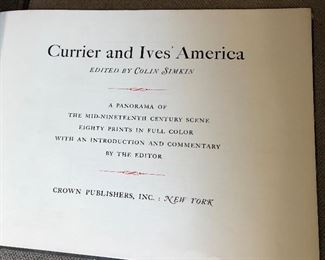 Currier and Ives' America
EDITED BY COLIN SIMKIN
A PANORAMA OF
THE MID-NINETEENTH CENTURY SCENE
EIGHTY PRINTS IN FULL COLOR
WITH AN INTRODUCTION AND COMMENTARY
BY THE EDITOR
CROWN PUBLISHERS, INC. : NEW YORK